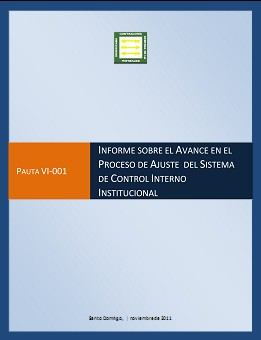 CONTRALORIA
PAUTA VI-001
INFORME SOBRE EL AVANCE EN EL
PROCESO DE AJUSTE DEL SISTEMA
DE CONTROL INTERNO
INSTITUCIONAL
Santo Domingo, | noviembre de 2011